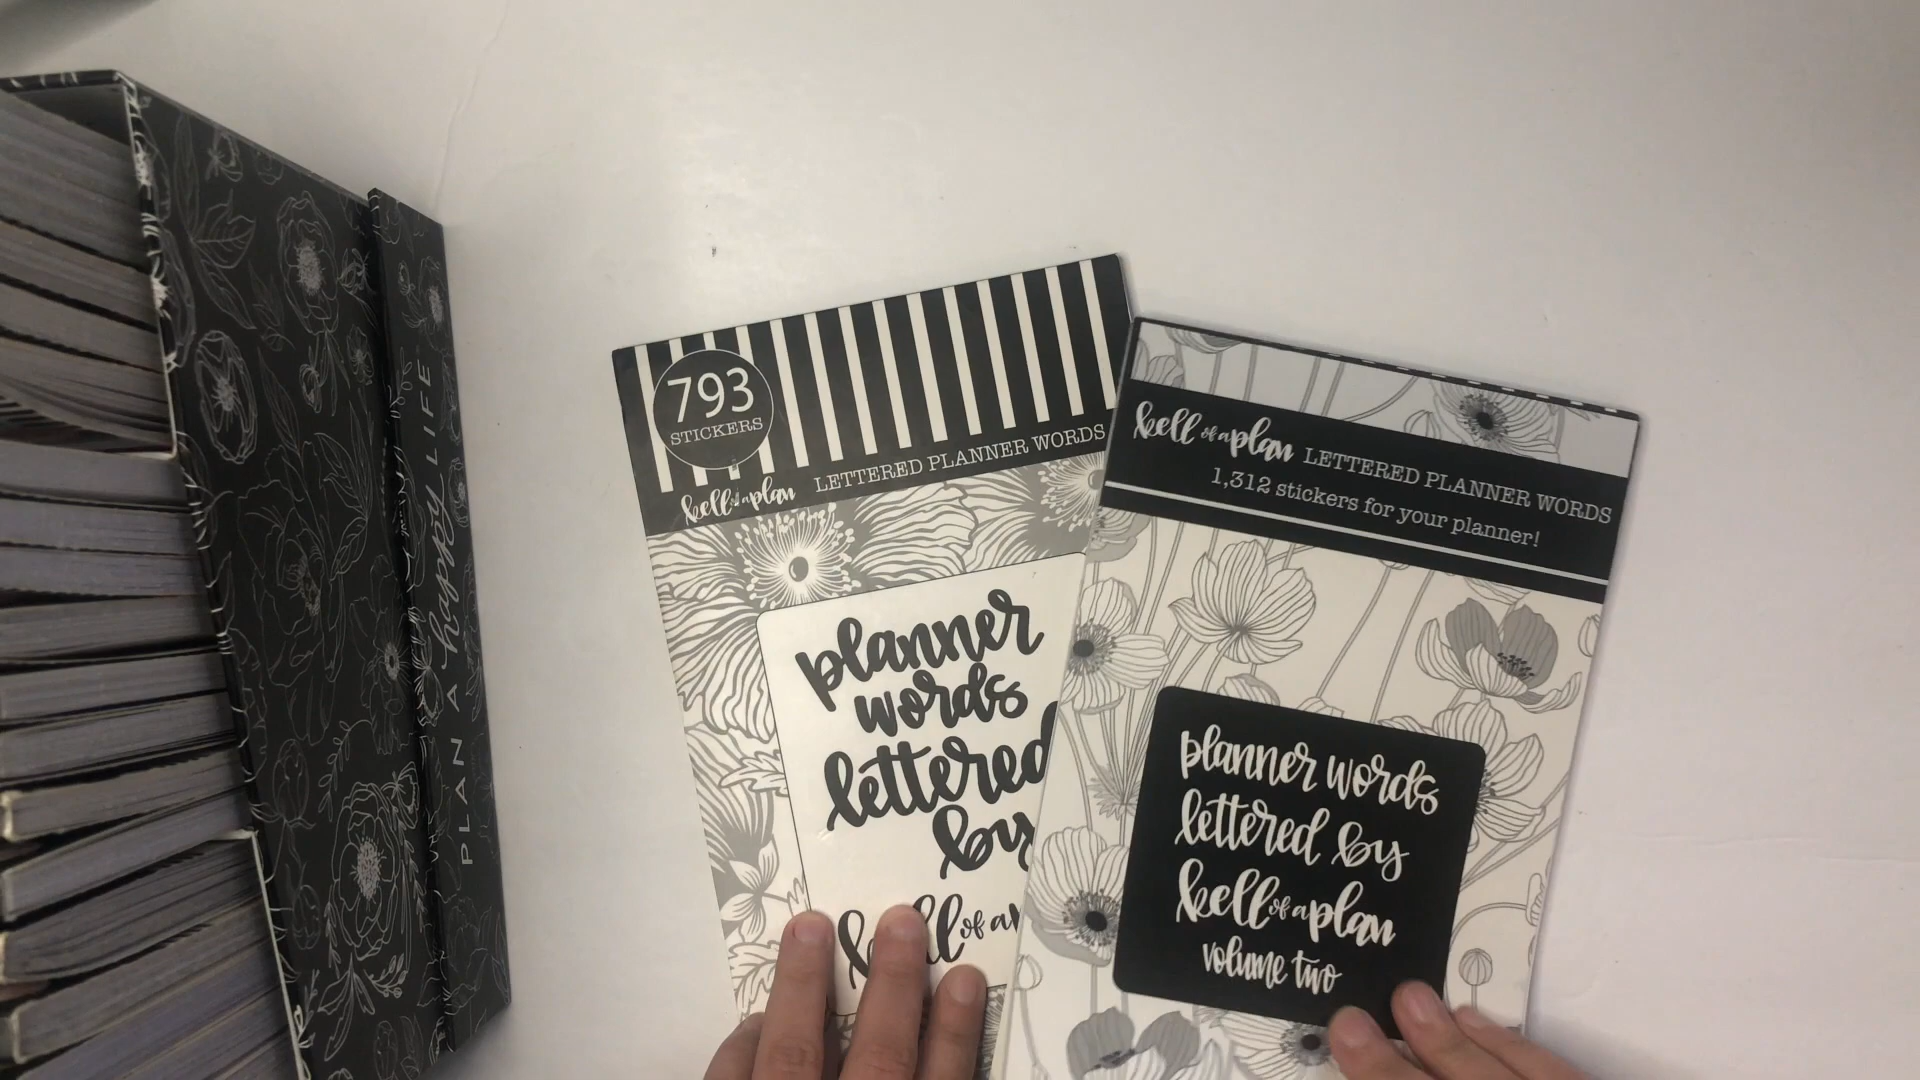 PLAN A happy LIFE
793
STICKERS
kell of a plan LETTERED PLANNER WORDS
planner
words
lettered
by
kell of a
kell of a plan LETTERED PLANNER WORDS
1,312 stickers for your planner!
planner words
lettered by
kell of a plan
volume two